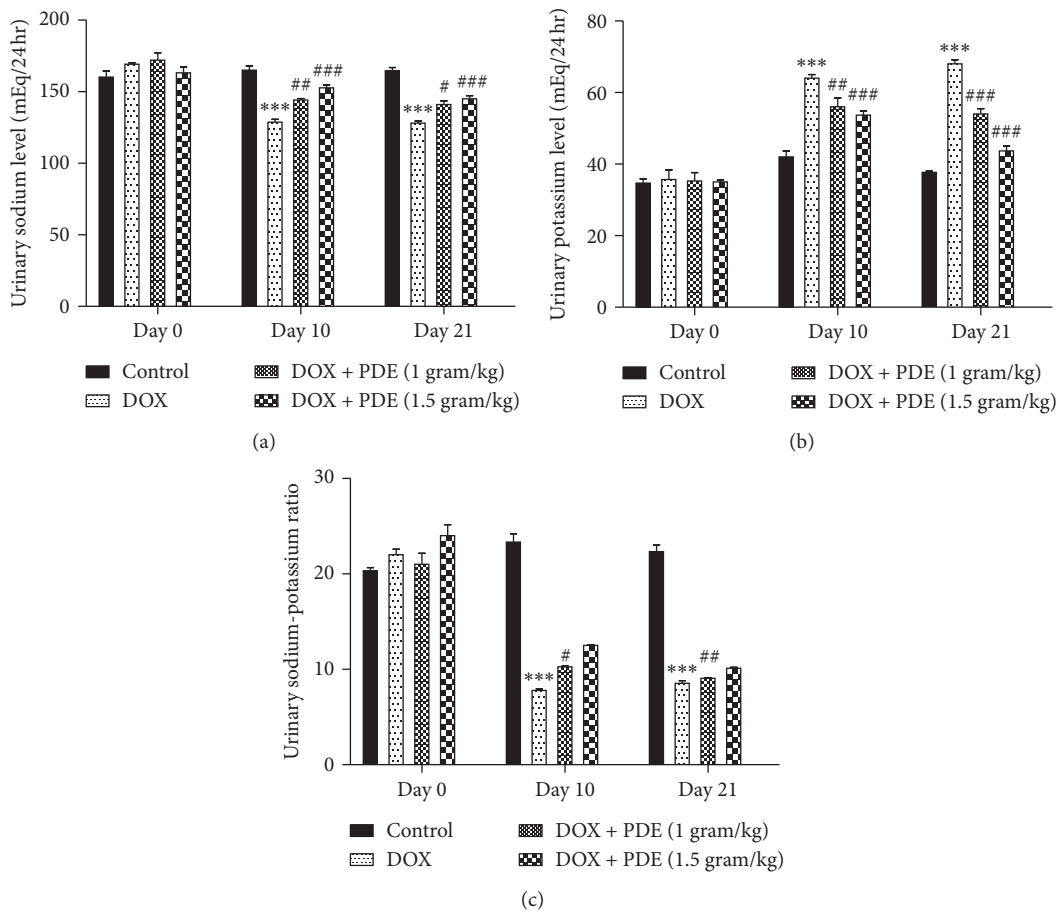 Urinary sodium level (mEq/24hr)
200
150
100
50
0
***
##
###
***
#
###
Day 0 Day 10 Day 21
Control DOX + PDE (1 gram/kg)
DOX DOX + PDE (1.5 gram/kg)
(a)
Urinary potassium level (mEq/24hr)
80
60
40
20
0
***
##
###
***
###
###
Day 0 Day 10 Day 21
Control DOX + PDE (1 gram/kg)
DOX DOX + PDE (1.5 gram/kg)
(b)
Urinary sodium-potassium ratio
30
20
10
0
***
#
***
##
Day 0 Day 10 Day 21
Control DOX + PDE (1 gram/kg)
DOX DOX + PDE (1.5 gram/kg)
(c)